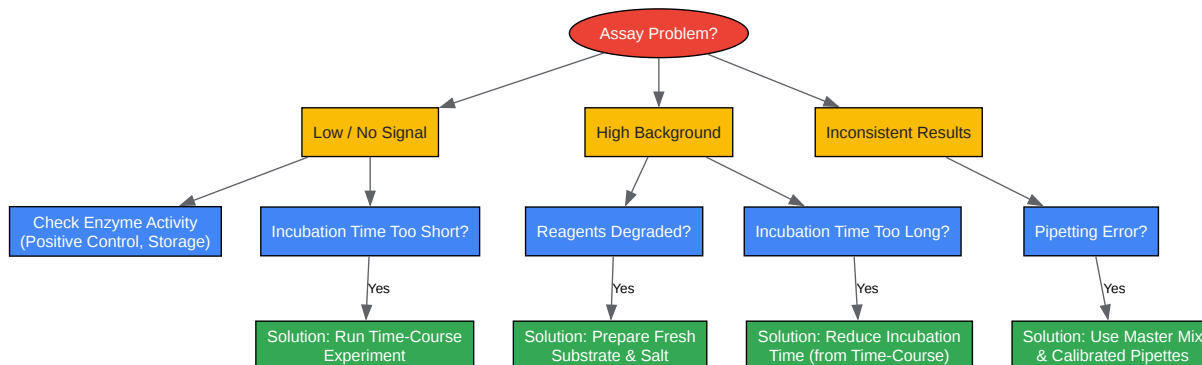 Assay Problem?
Low / No Signal
High Background
Inconsistent Results
Check Enzyme Activity
(Positive Control, Storage)
Incubation Time Too Short?
Reagents Degraded?
Incubation Time Too Long?
Pipetting Error?
Yes
Yes
Yes
Yes
Solution: Run Time-Course
Experiment
Solution: Prepare Fresh
Substrate & Salt
Solution: Reduce Incubation
Time (from Time-Course)
Solution: Use Master Mix
& Calibrated Pipettes